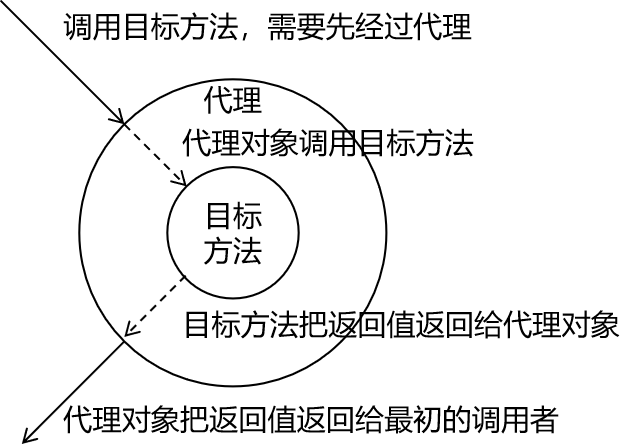 调用目标方法，需要先经过代理
代理
代理对象调用目标方法
目标
方法
目标方法把返回值返回给代理对象
代理对象把返回值返回给最初的调用者